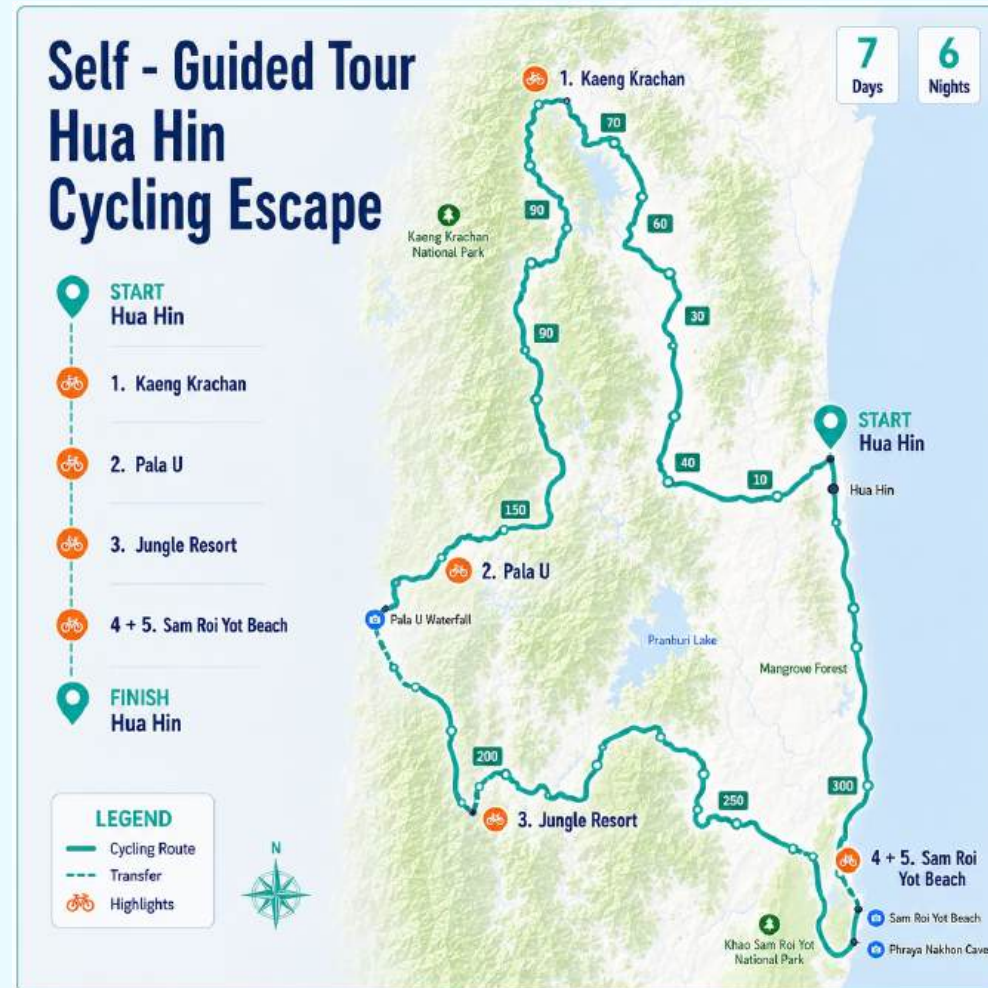 Self - Guided Tour
Hua Hin
Cycling Escape
7
Days
6
Nights
START
Hua Hin
1. Kaeng Krachan
2. Pala U
3. Jungle Resort
4 + 5. Sam Roi Yot Beach
FINISH
Hua Hin
LEGEND
Cycling Route
Transfer
Highlights
N
1. Kaeng Krachan
70
90
60
Kaeng Krachan
National Park
30
90
START
Hua Hin
40
10
Hua Hin
150
2. Pala U
Pala U Waterfall
Pranburi Lake
Mangrove Forest
200
300
250
3. Jungle Resort
4 + 5. Sam Roi
Yot Beach
Sam Roi Yot Beach
Khao Sam Roi Yot
National Park
Phraya Nakhon Cave